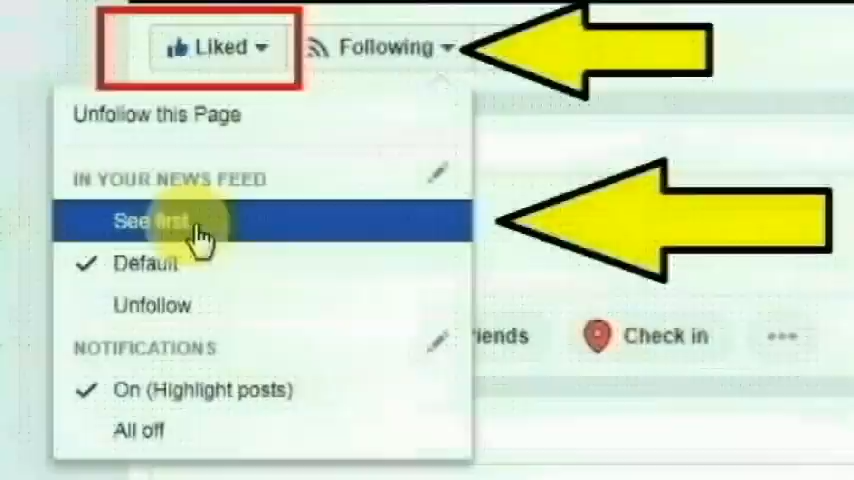 Liked Following
Unfollow this Page
IN YOUR NEWS FEED
See first
Default
Unfollow
riends Check in
NOTIFICATIONS
On (Highlight posts)
All off